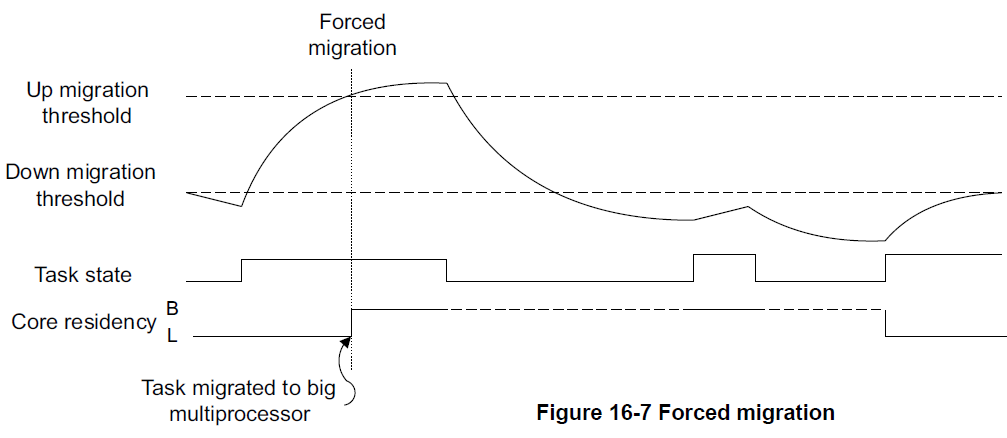 Forced
migration
Up migration
threshold
Down migration
threshold
Task state
Core residency
B
L
Task migrated to big
multiprocessor
Figure 16-7 Forced migration